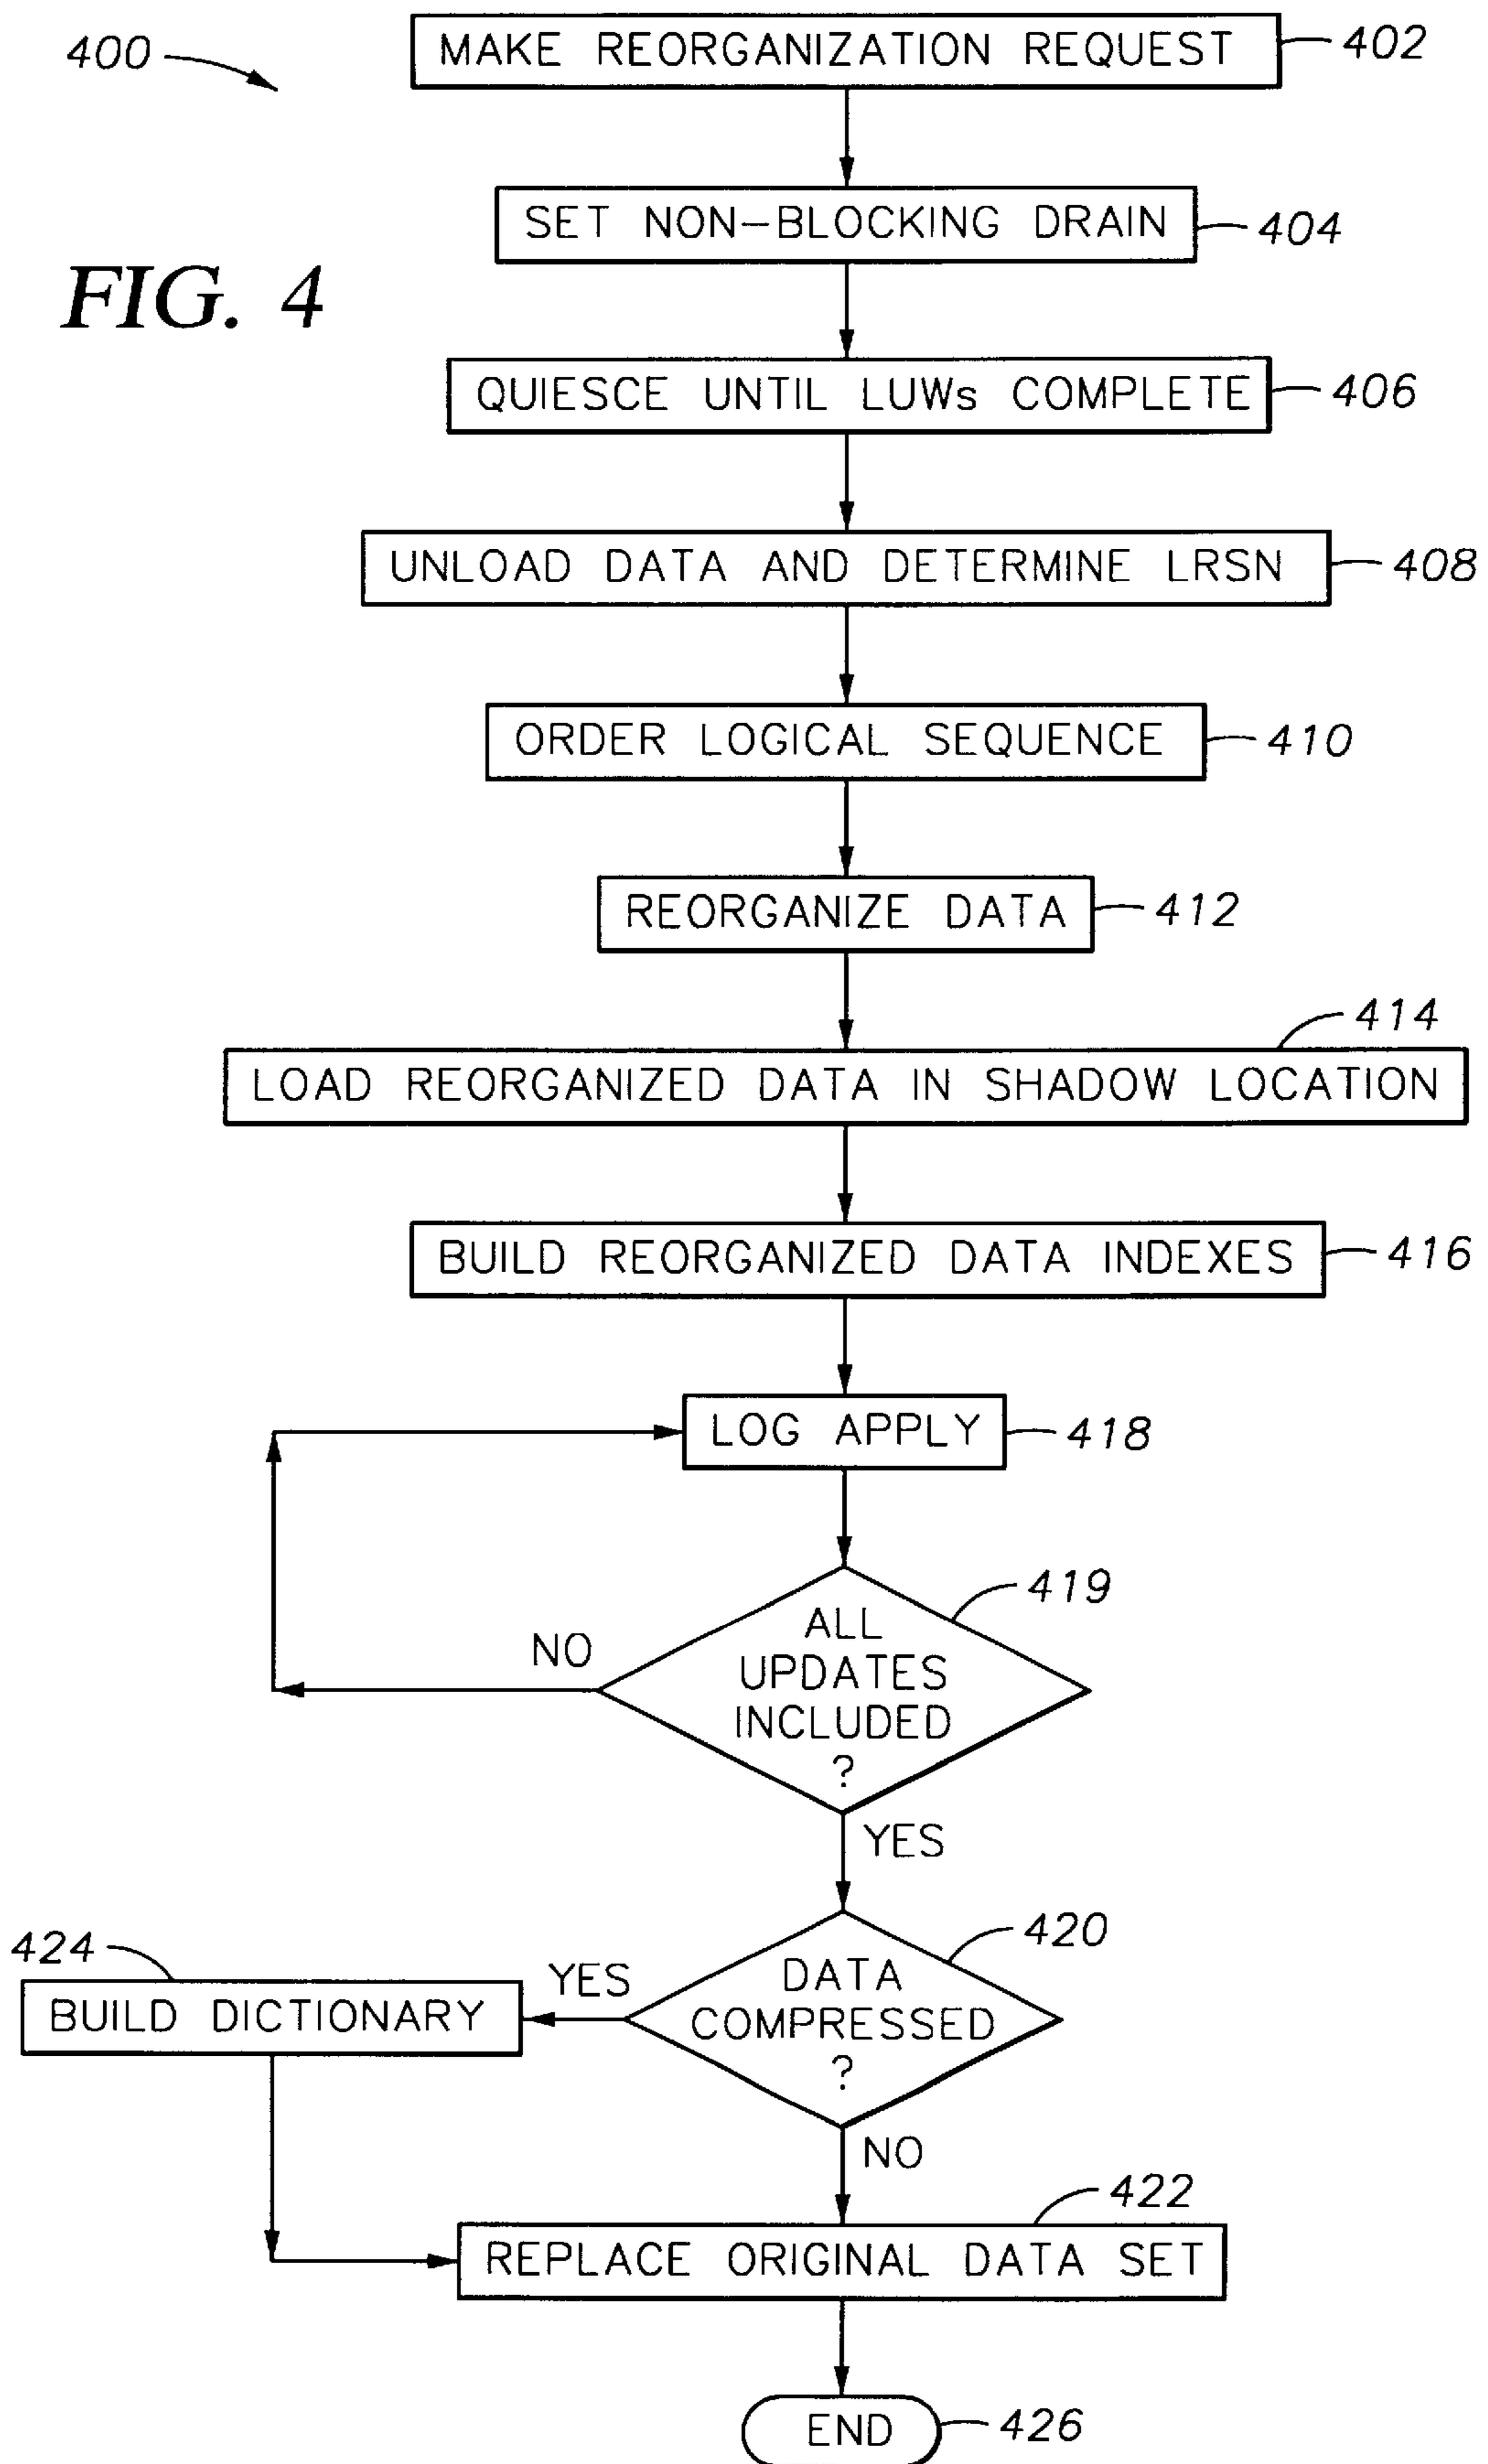 400
MAKE REORGANIZATION REQUEST
402
SET NON-BLOCKING DRAIN
404
FIG. 4
QUIESCE UNTIL LUWs COMPLETE
406
UNLOAD DATA AND DETERMINE LRSN
408
ORDER LOGICAL SEQUENCE
410
REORGANIZE DATA
412
414
LOAD REORGANIZED DATA IN SHADOW LOCATION
BUILD REORGANIZED DATA INDEXES
416
LOG APPLY
418
419
ALL
UPDATES
INCLUDED
?
NO
YES
420
424
DATA
COMPRESSED
?
YES
BUILD DICTIONARY
NO
422
REPLACE ORIGINAL DATA SET
END
426